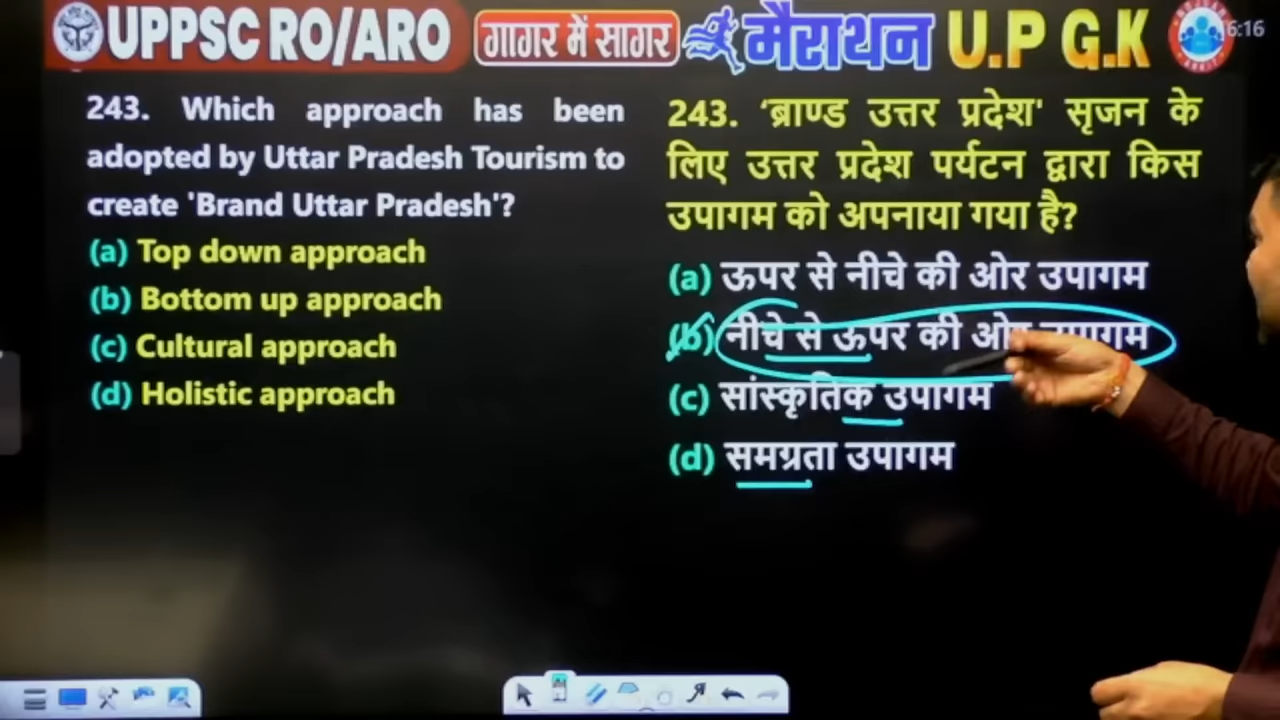 UPPSC RO/ARO गागर में सागर मैराथन U.P G.K
6:16
243. Which approach has been
adopted by Uttar Pradesh Tourism to
create 'Brand Uttar Pradesh'?
(a) Top down approach
(b) Bottom up approach
(c) Cultural approach
(d) Holistic approach
243. ‘ब्राण्ड उत्तर प्रदेश' सृजन के
लिए उत्तर प्रदेश पर्यटन द्वारा किस
उपागम को अपनाया गया है?
(a) ऊपर से नीचे की ओर उपागम
(b) नीचे से ऊपर की ओर उपागम
(c) सांस्कृतिक उपागम
(d) समग्रता उपागम